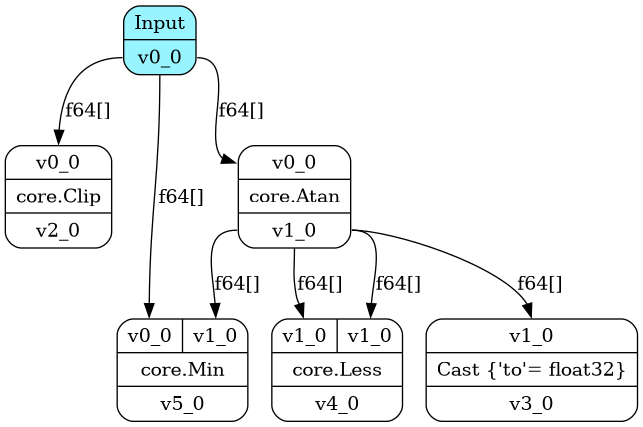 Input
v0_0
f64[]
f64[]
v0_0
core.Clip
v2_0
v0_0
core.Atan
v1_0
f64[]
f64[]
f64[]
f64[]
f64[]
v0_0 v1_0
core.Min
v5_0
v1_0 v1_0
core.Less
v4_0
v1_0
Cast {'to'= float32}
v3_0